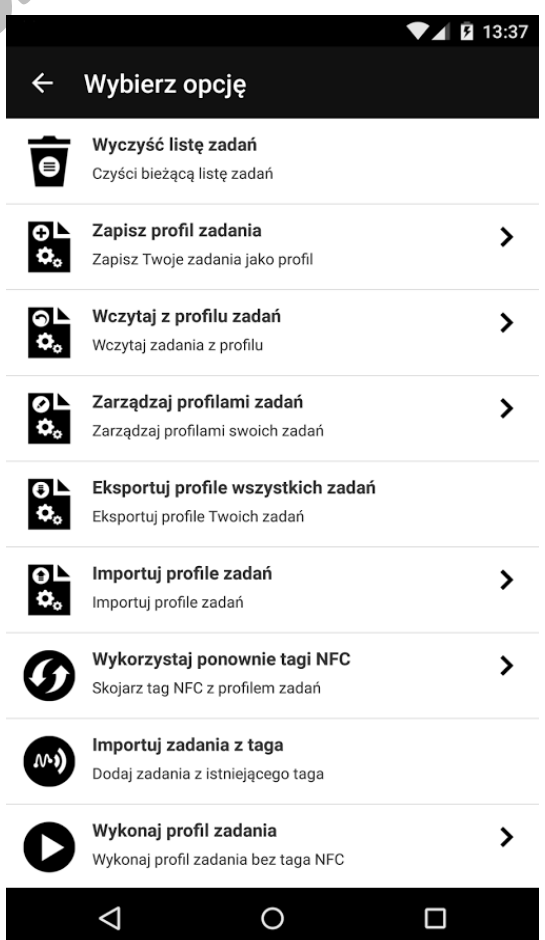 13:37
Wybierz opcję
Wyczyść listę zadań
Czyści bieżącą listę zadań
Zapisz profil zadania
Zapisz Twoje zadania jako profil
Wczytaj z profilu zadań
Wczytaj zadania z profilu
Zarządzaj profilami zadań
Zarządzaj profilami swoich zadań
Eksportuj profile wszystkich zadań
Eksportuj profile Twoich zadań
Importuj profile zadań
Importuj profile zadań
Wykorzystaj ponownie tagi NFC
Skojarz tag NFC z profilem zadań
Importuj zadania z taga
Dodaj zadania z istniejącego taga
Wykonaj profil zadania
Wykonaj profil zadania bez taga NFC